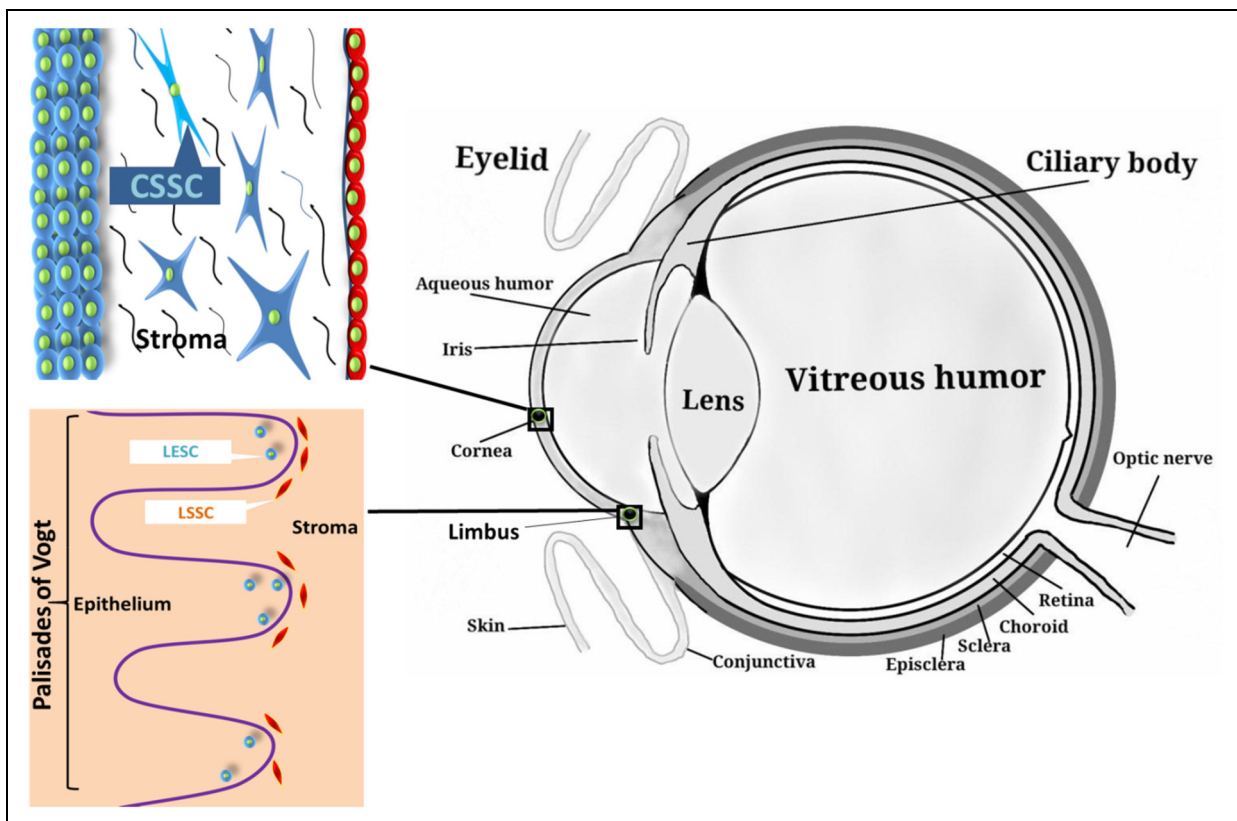 CSSC
Stroma
LESC
LSSC
Stroma
Epithelium
Palisades of Vogt
Eyelid
Ciliary body
Aqueous humor
Iris
Lens
Vitreous humor
Cornea
Optic nerve
Limbus
Retina
Choroid
Sclera
Episclera
Skin
Conjunctiva